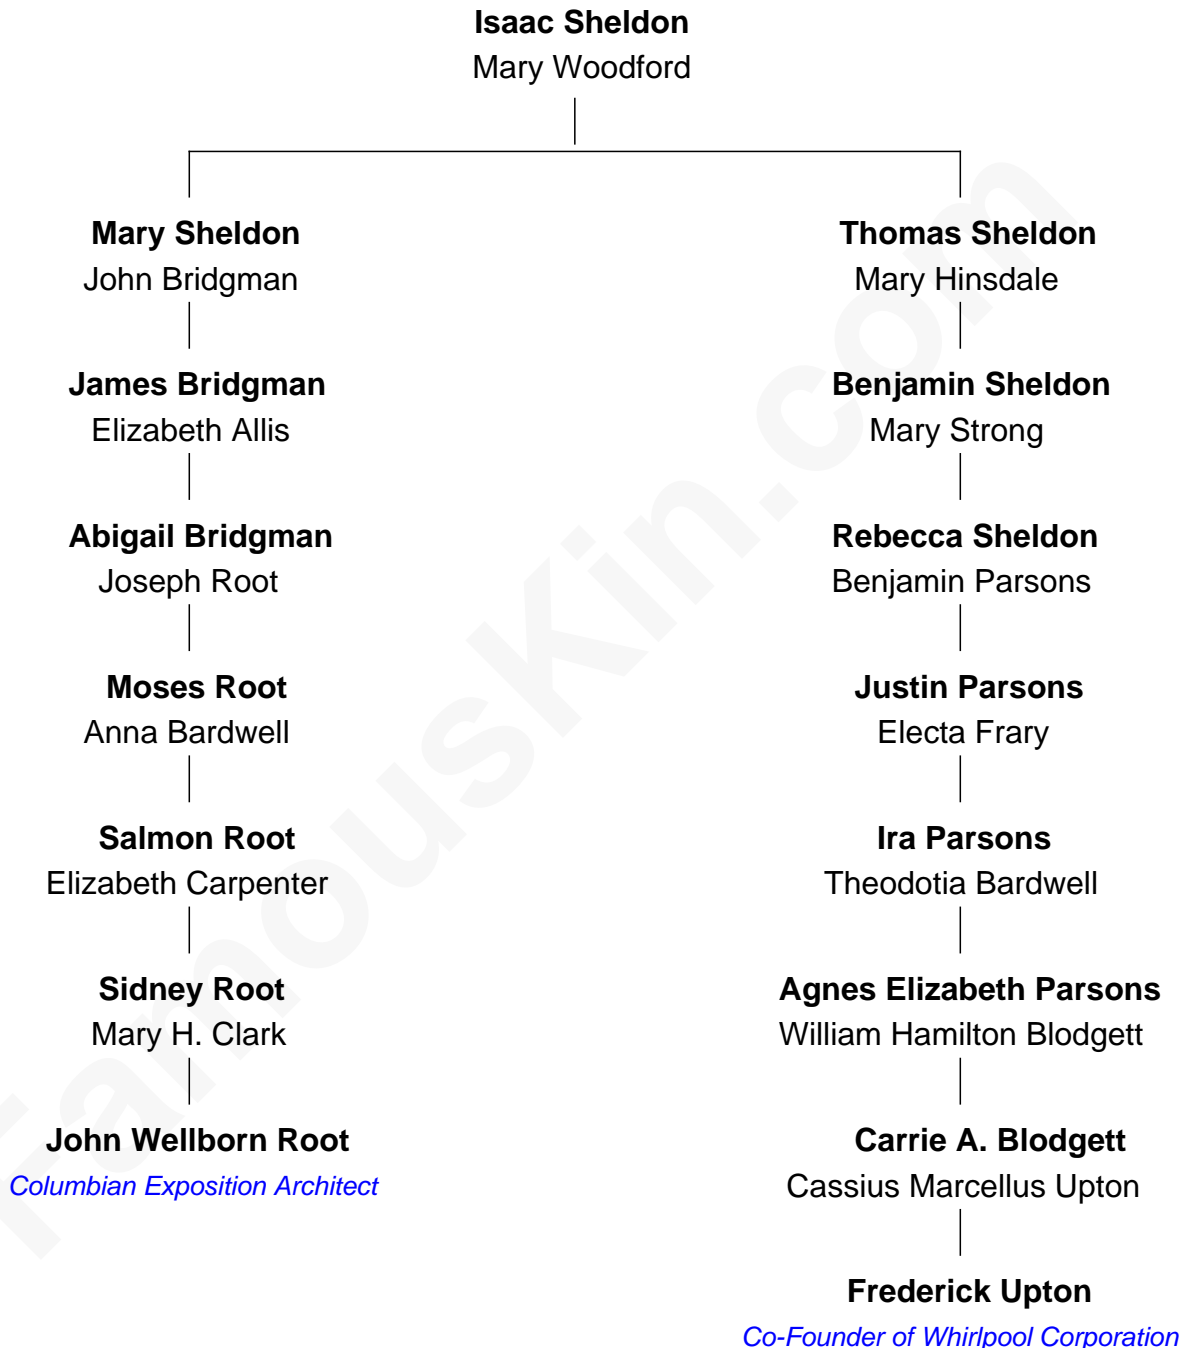 Isaac Sheldon
Mary Woodford
Mary Sheldon
John Bridgman
Thomas Sheldon
Mary Hinsdale
James Bridgman
Elizabeth Allis
Benjamin Sheldon
Mary Strong
Abigail Bridgman
Joseph Root
Rebecca Sheldon
Benjamin Parsons
Moses Root
Anna Bardwell
Justin Parsons
Electa Frary
Salmon Root
Elizabeth Carpenter
Ira Parsons
Theodotia Bardwell
Sidney Root
Mary H. Clark
Agnes Elizabeth Parsons
William Hamilton Blodgett
John Wellborn Root
Columbian Exposition Architect
Carrie A. Blodgett
Cassius Marcellus Upton
Frederick Upton
Co-Founder of Whirlpool Corporation
FamousKin.com